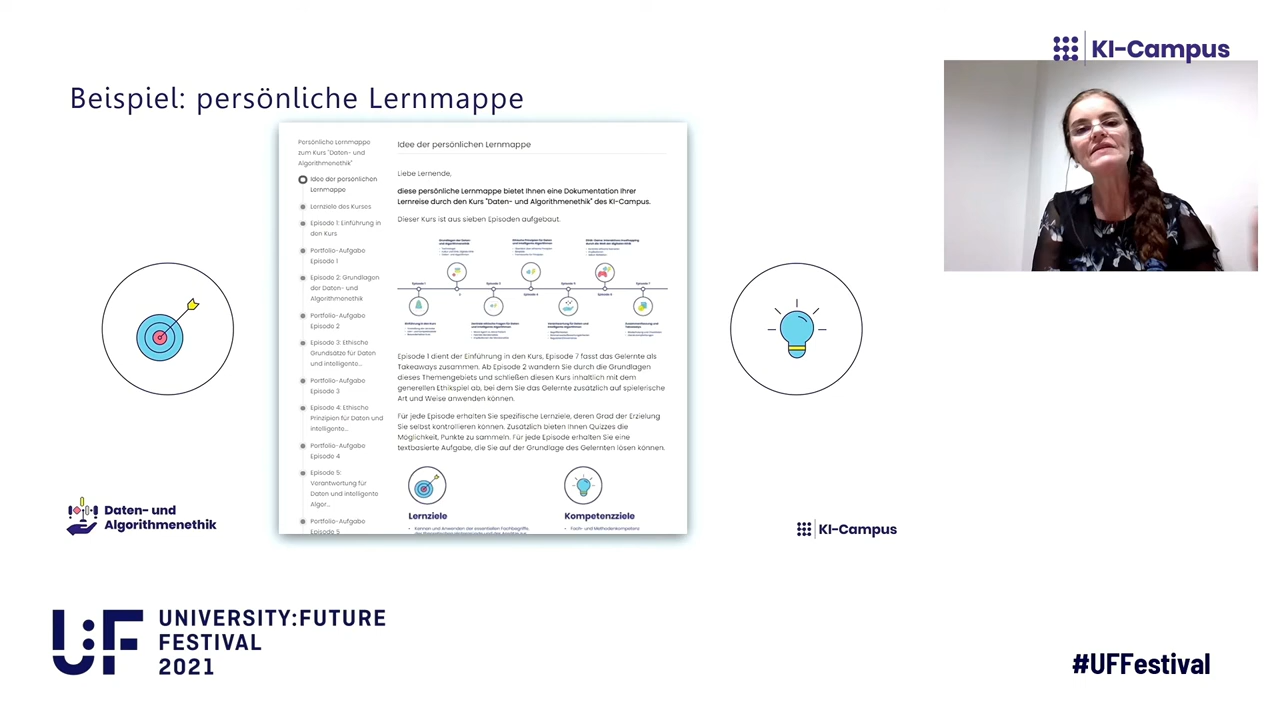 KI-Campus
Beispiel: persönliche Lernmappe
Persönliche Lernmappe
zum Kurs "Daten- und
Algorithmenethik"
Idee der persönlichen
Lernmappe
Lernziele des Kurses
Episode 1: Einführung in
den Kurs
Portfolio-Aufgabe
Episode 1
Episode 2: Grundlagen
der Daten- und
Algorithmenethik
Portfolio-Aufgabe
Episode 2
Episode 3: Ethische
Grundsätze für Daten
und intelligente...
Portfolio-Aufgabe
Episode 3
Episode 4: Ethische
Prinzipien für Daten und
intelligente...
Portfolio-Aufgabe
Episode 4
Episode 5:
Verantwortung für
Daten und intelligente
Algor...
Portfolio-Aufgabe
Episode 5
Idee der persönlichen Lernmappe
Liebe Lernende,
diese persönliche Lernmappe bietet Ihnen eine Dokumentation Ihrer
Lernreise durch den Kurs "Daten- und Algorithmenethik" des KI-Campus.
Dieser Kurs ist aus sieben Episoden aufgebaut.
Episode 1 dient der Einführung in den Kurs, Episode 7 fasst das Gelernte als
Takeaways zusammen. Ab Episode 2 wandern Sie durch die Grundlagen
dieses Themengebiets und schließen diesen Kurs inhaltlich mit dem
generellen Ethikspiel ab, bei dem Sie das Gelernte zusätzlich auf spielerische
Art und Weise anwenden können.
Für jede Episode erhalten Sie spezifische Lernziele, deren Grad der Erzielung
Sie selbst kontrollieren können. Zusätzlich bieten Ihnen Quizzes die
Möglichkeit, Punkte zu sammeln. Für jede Episode erhalten Sie eine
textbasierte Aufgabe, die Sie auf der Grundlage des Gelernten lösen können.
Lernziele
Kennen und anwenden der essentiellen Fachbegriffe,
Kompetenzziele
Fach- und Methodenkompetenz
Daten- und
Algorithmenethik
KI-Campus
U:F
UNIVERSITY:FUTURE
FESTIVAL
2021
#UFFestival